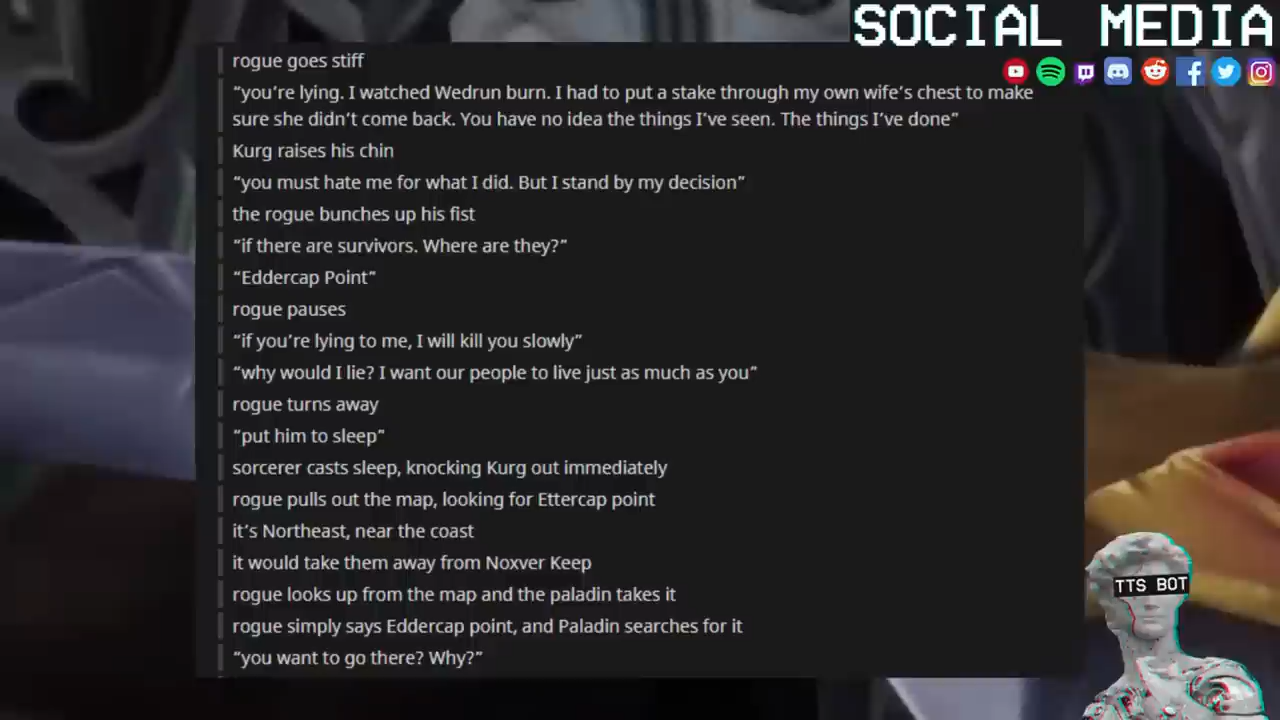 SOCIAL MEDIA
rogue goes stiff
“you’re lying. I watched Wedrun burn. I had to put a stake through my own wife’s chest to make
sure she didn’t come back. You have no idea the things I’ve seen. The things I’ve done”
Kurg raises his chin
“you must hate me for what I did. But I stand by my decision”
the rogue bunches up his fist
“if there are survivors. Where are they?”
“Eddercap Point”
rogue pauses
“if you’re lying to me, I will kill you slowly”
“why would I lie? I want our people to live just as much as you”
rogue turns away
“put him to sleep”
sorcerer casts sleep, knocking Kurg out immediately
rogue pulls out the map, looking for Ettercap point
it’s Northeast, near the coast
it would take them away from Noxver Keep
rogue looks up from the map and the paladin takes it
rogue simply says Eddercap point, and Paladin searches for it
“you want to go there? Why?”
TTS BOT